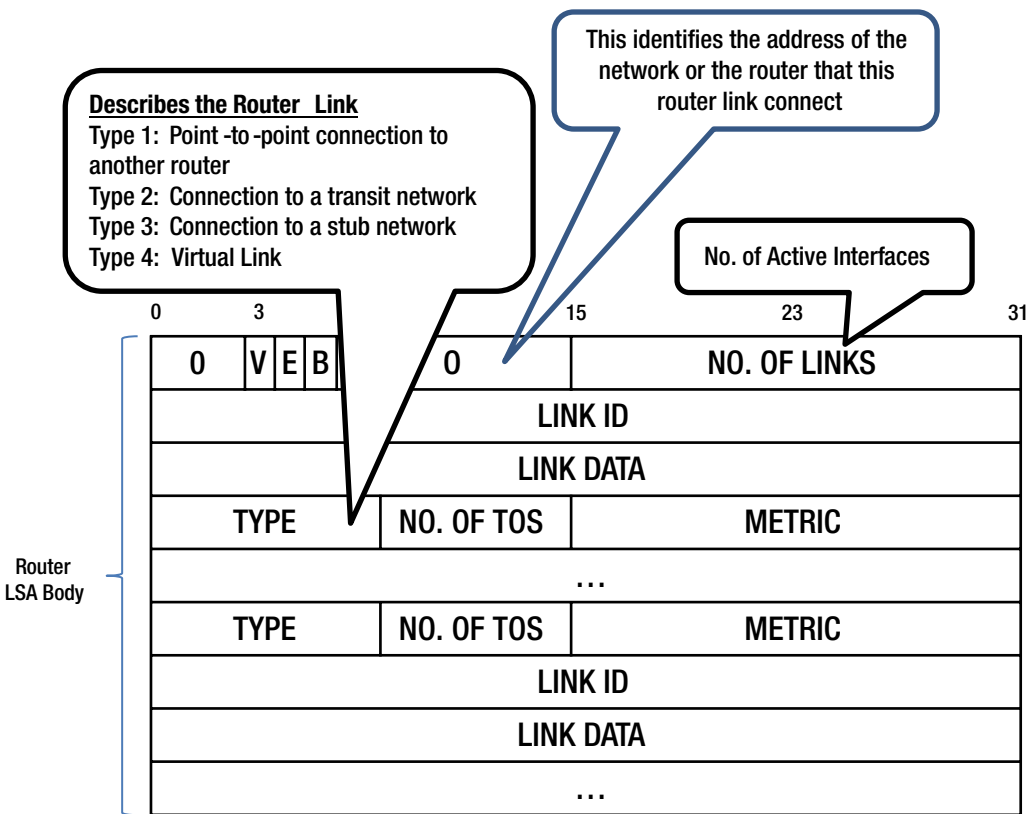 This identifies the address of the
network or the router that this
router link connect
Describes the Router Link
Type 1: Point -to -point connection to
another router
Type 2: Connection to a transit network
Type 3: Connection to a stub network
Type 4: Virtual Link
No. of Active Interfaces
0 3 15 23 31
0 V E B 0 NO. OF LINKS
LINK ID
LINK DATA
TYPE NO. OF TOS METRIC
...
TYPE NO. OF TOS METRIC
LINK ID
LINK DATA
...
Router
LSA Body